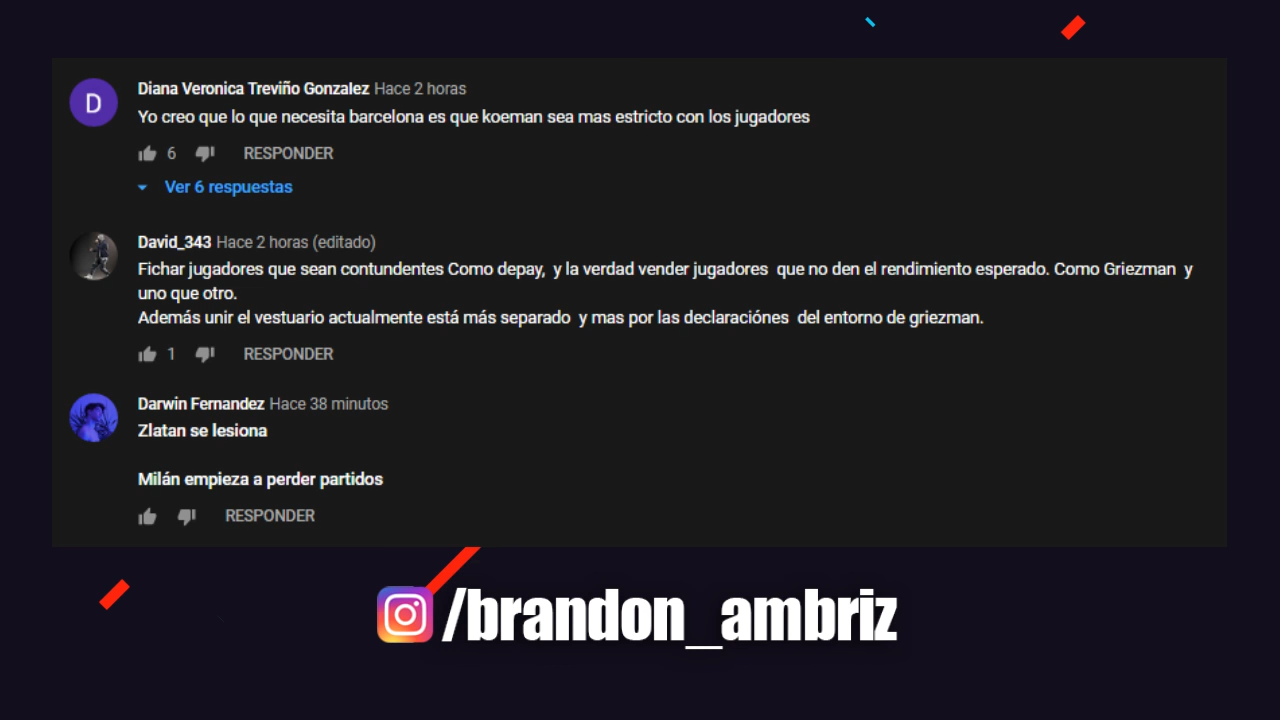 D
Diana Veronica Treviño Gonzalez Hace 2 horas
Yo creo que lo que necesita barcelona es que koeman sea mas estricto con los jugadores
6 RESPONDER
Ver 6 respuestas
David_343 Hace 2 horas (editado)
Fichar jugadores que sean contundentes Como depay, y la verdad vender jugadores que no den el rendimiento esperado. Como Griezman y
uno que otro.
Además unir el vestuario actualmente está más separado y mas por las declaraciónes del entorno de griezman.
1 RESPONDER
Darwin Fernandez Hace 38 minutos
Zlatan se lesiona
Milán empieza a perder partidos
RESPONDER
/brandon_ambriz